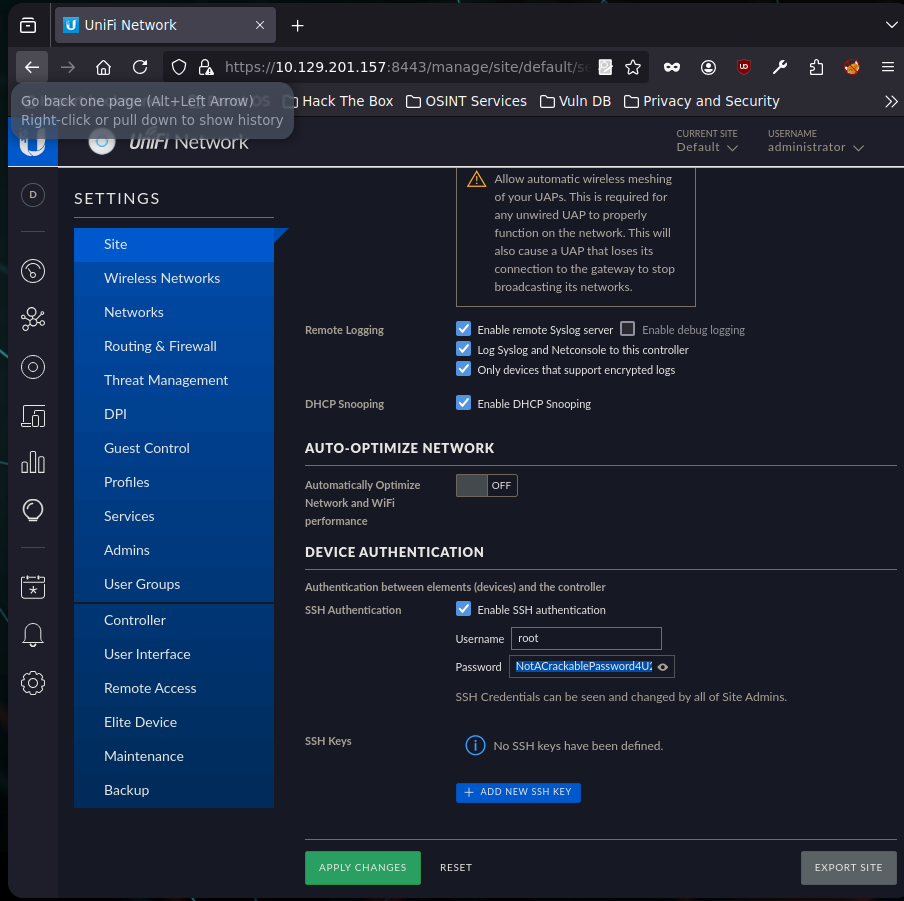 UniFi Network
https://10.129.201.157:8443/manage/site/default/s
Go back one page (Alt+Left Arrow)
Right-click or pull down to show history
Hack The Box
OSINT Services
Vuln DB
Privacy and Security
UniFi Network
CURRENT SITE
Default
USERNAME
administrator
D
SETTINGS
Site
Wireless Networks
Networks
Routing & Firewall
Threat Management
DPI
Guest Control
Profiles
Services
Admins
User Groups
Controller
User Interface
Remote Access
Elite Device
Maintenance
Backup
Allow automatic wireless meshing
of your UAPs. This is required for
any unwired UAP to properly
function on the network. This will
also cause a UAP that loses its
connection to the gateway to stop
broadcasting its networks.
Remote Logging
Enable remote Syslog server
Enable debug logging
Log Syslog and Netconsole to this controller
Only devices that support encrypted logs
DHCP Snooping
Enable DHCP Snooping
AUTO-OPTIMIZE NETWORK
Automatically Optimize
Network and WiFi
performance
OFF
DEVICE AUTHENTICATION
Authentication between elements (devices) and the controller
SSH Authentication
Enable SSH authentication
Username
root
Password
NotACrackablePassword4U2
SSH Credentials can be seen and changed by all of Site Admins.
SSH Keys
No SSH keys have been defined.
+ ADD NEW SSH KEY
APPLY CHANGES
RESET
EXPORT SITE